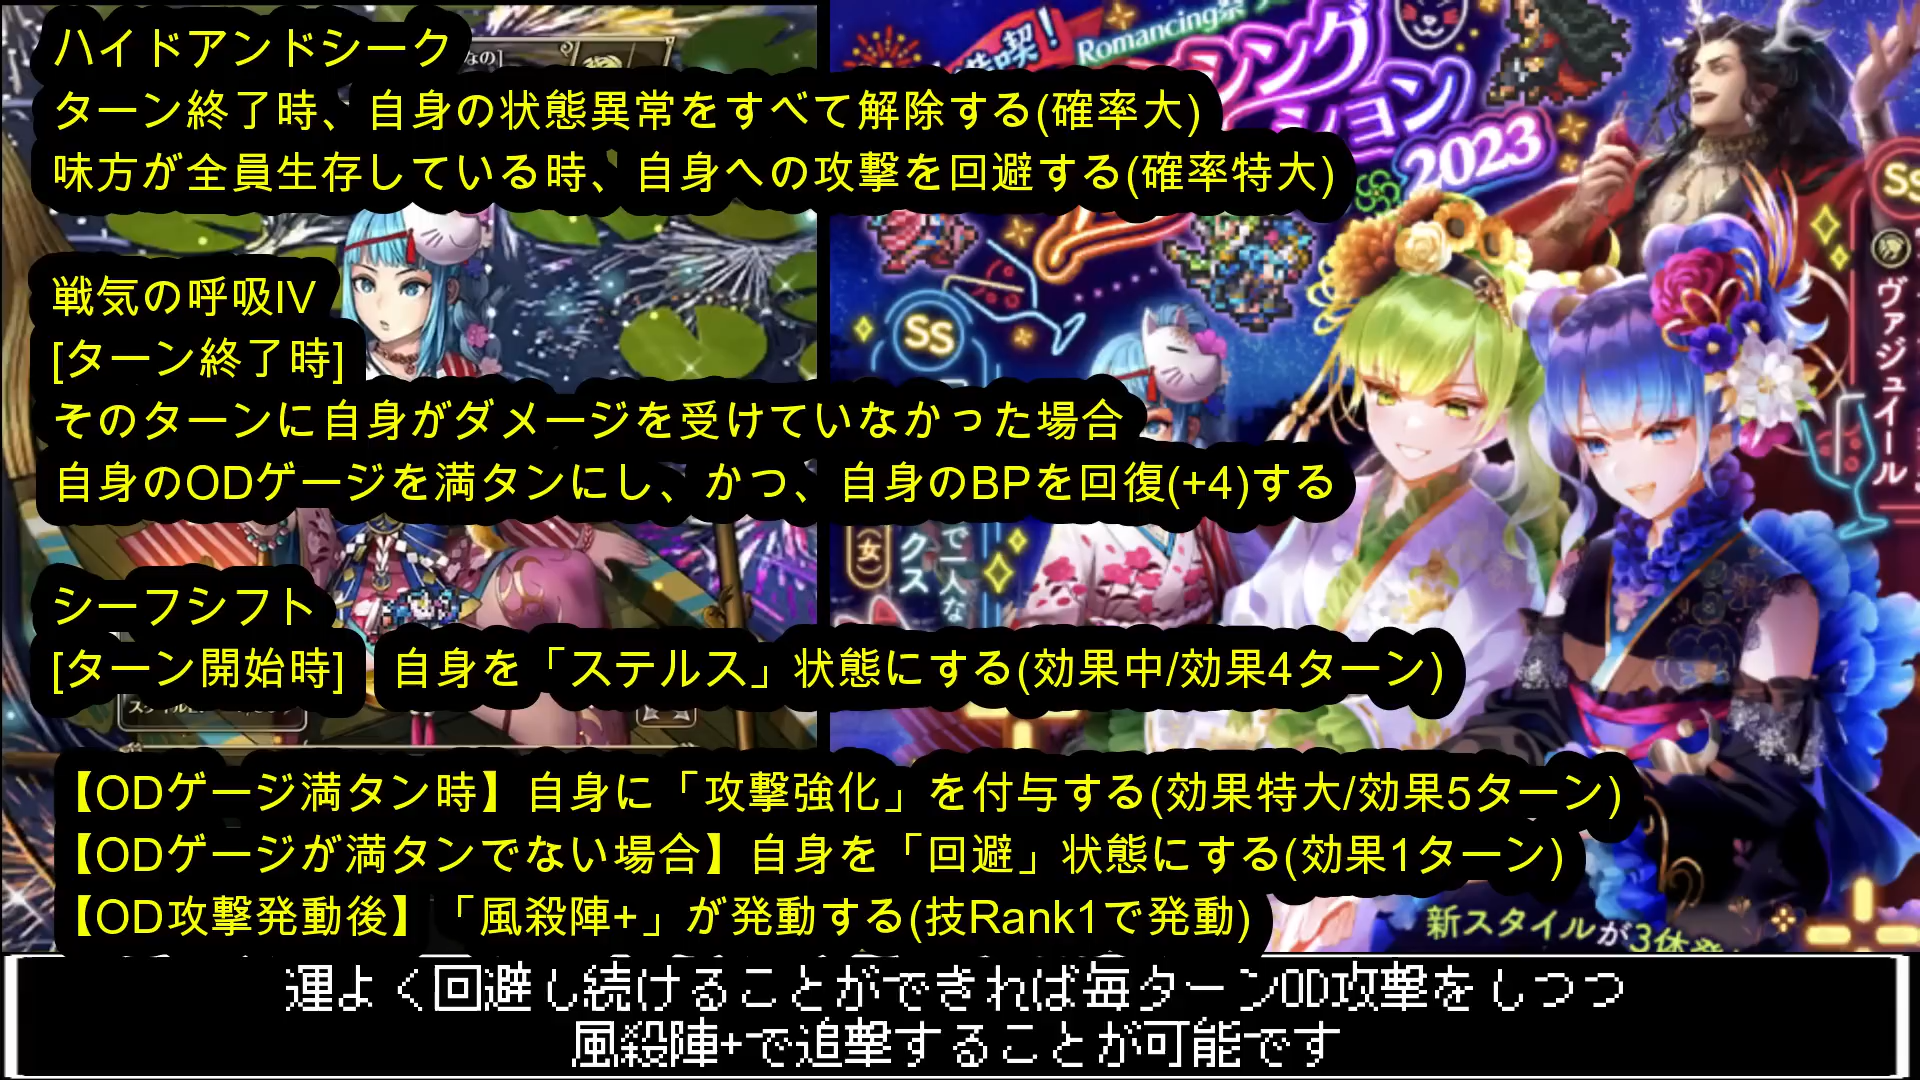 ハイドアンドシーク
ターン終了時、自身の状態異常をすべて解除する(確率大)
味方が全員生存している時、自身への攻撃を回避する(確率特大)
戦気の呼吸IV
[ターン終了時]
そのターンに自身がダメージを受けていなかった場合
自身のODゲージを満タンにし、かつ、自身のBPを回復(+4)する
シーフシフト
[ターン開始時] 自身を「ステルス」状態にする(効果中/効果4ターン)
【ODゲージ満タン時】自身に「攻撃強化」を付与する(効果特大/効果5ターン)
【ODゲージが満タンでない場合】自身を「回避」状態にする(効果1ターン)
【OD攻撃発動後】「風殺陣+」が発動する(技Rank1で発動)
運よく回避し続けることができれば毎ターンOD攻撃をしつつ
風殺陣+で追撃することが可能です
Romancing祭
2023
SS
SS
ヴァジュイール
(女)
クス
で一人な
新スタイルが3体